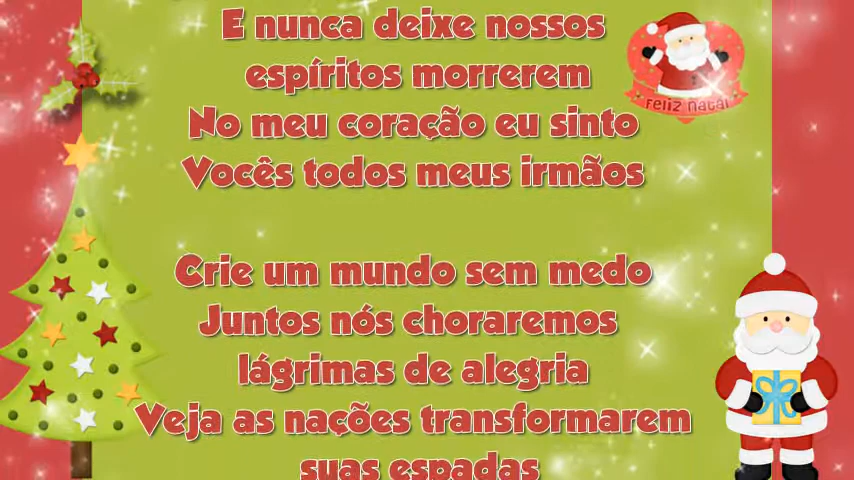 E nunca deixe nossos
espíritos morrerem
No meu coração eu sinto
Vocês todos meus irmãos
Crie um mundo sem medo
Juntos nós choraremos
lágrimas de alegria
Veja as nações transformarem
suas espadas
Feliz Natal